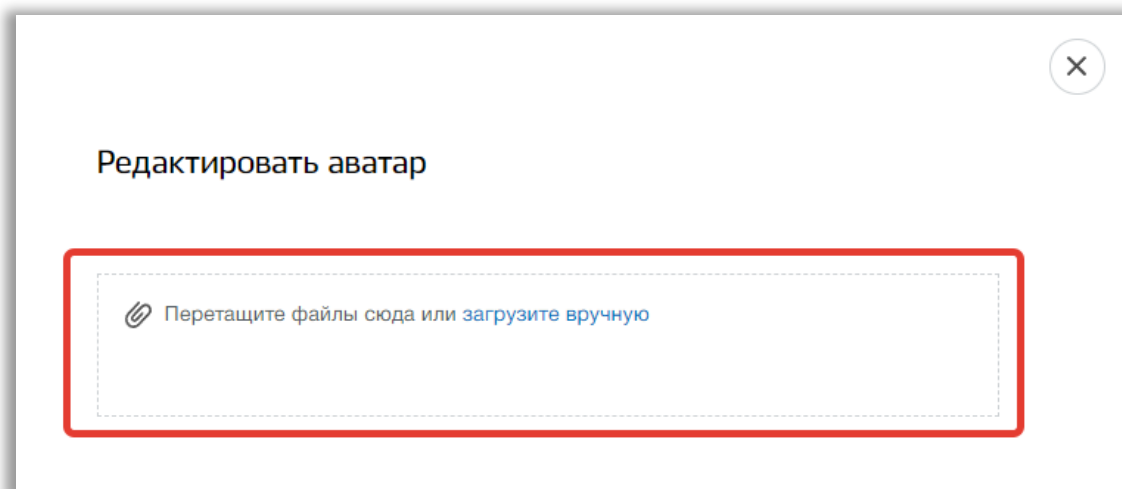 Редактировать аватар
Перетащите файлы сюда или загрузите вручную